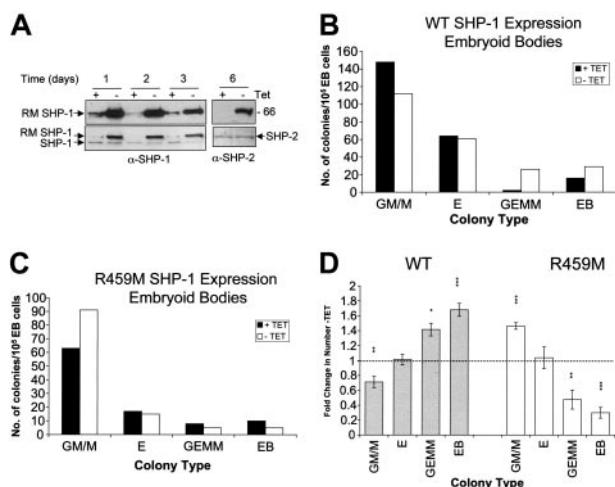 A
Time (days) 1 2 3 6
+ - + - + - + - Tet
RM SHP-1 - 66
RM SHP-1
SHP-1 SHP-2
α-SHP-1 α-SHP-2
B
WT SHP-1 Expression
Embryoid Bodies
No. of colonies/10⁵ EB cells
160
140
120
100
80
60
40
20
0
+ TET
- TET
GM/M E GEMM EB
Colony Type
C
R459M SHP-1 Expression
Embryoid Bodies
No. of colonies/10⁵ EB cells
100
90
80
70
60
50
40
30
20
10
0
+ TET
- TET
GM/M E GEMM EB
Colony Type
D
WT R459M
Fold Change in Number -TET
2
1.8
1.6
1.4
1.2
1
0.8
0.6
0.4
0.2
0
** * *** *** ** ***
GM/M E GEMM EB GM/M E GEMM EB
Colony Type